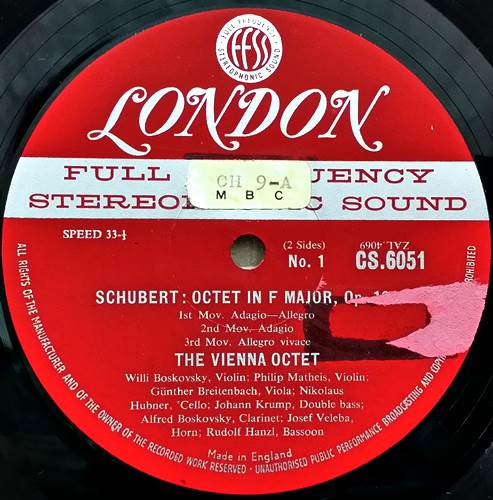 FULL FREQUENCY
ffss
STEREOPHONIC SOUND
LONDON
FULL
UENCY
CH 9-A
M B C
STEREO
C SOUND
SPEED 33-⅓
(2 Sides)
No. 1
ZAL. 4069
CS.6051
SCHUBERT: OCTET IN F MAJOR, Op.
1st Mov. Adagio—Allegro
2nd Mov. Adagio
3rd Mov. Allegro vivace
THE VIENNA OCTET
Willi Boskovsky, Violin; Philip Matheis, Violin;
Günther Breitenbach, Viola; Nikolaus
Hubner, 'Cello; Johann Krump, Double bass;
Alfred Boskovsky, Clarinet; Josef Veleba,
Horn; Rudolf Hanzl, Bassoon
Made in England
ALL RIGHTS OF THE MANUFACTURER AND OF THE OWNER OF THE RECORDED WORK RESERVED · UNAUTHORISED PUBLIC PERFORMANCE BROADCASTING AND COPYING PROHIBITED